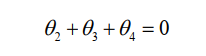 θ₂ + θ₃ + θ₄ = 0